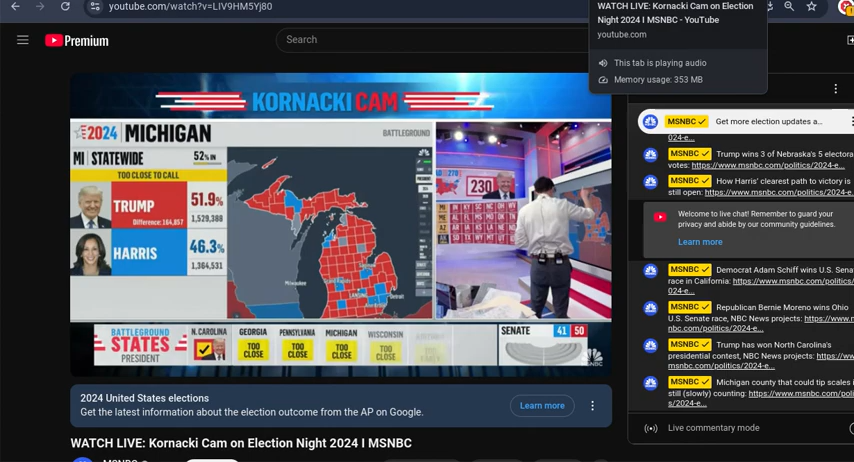 youtube.com/watch?v=LIV9HM5Yj80
WATCH LIVE: Kornacki Cam on Election
Night 2024 I MSNBC - YouTube
youtube.com
This tab is playing audio
Memory usage: 353 MB
Premium
Search
KORNACKI CAM
2024 MICHIGAN
BATTLEGROUND
MI STATEWIDE
52% IN
TOO CLOSE TO CALL
TRUMP
51.9%
Difference: 164,857
1,529,388
HARRIS
46.3%
1,364,531
Milwaukee
Detroit
230
BATTLEGROUND
STATES
PRESIDENT
N. CAROLINA
GEORGIA
TOO
CLOSE
PENNSYLVANIA
TOO
CLOSE
MICHIGAN
TOO
CLOSE
WISCONSIN
TOO
CLOSE
SENATE
41 50
MSNBC
2024 United States elections
Get the latest information about the election outcome from the AP on Google.
Learn more
WATCH LIVE: Kornacki Cam on Election Night 2024 I MSNBC
MSNBC Get more election updates a...
024-e...
MSNBC Trump wins 3 of Nebraska's 5 electora
votes: https://www.msnbc.com/politics/2024-e...
MSNBC How Harris' clearest path to victory is
still open: https://www.msnbc.com/politics/2024-e...
Welcome to live chat! Remember to guard your
privacy and abide by our community guidelines.
Learn more
MSNBC Democrat Adam Schiff wins U.S. Sena
race in California: https://www.msnbc.com/politics/2
024-e...
MSNBC Republican Bernie Moreno wins Ohio
U.S. Senate race, NBC News projects: https://www.n
nbc.com/politics/2024-e...
MSNBC Trump has won North Carolina's
presidential contest, NBC News projects: https://ww
msnbc.com/politics/2024-e...
MSNBC Michigan county that could tip scales i
still (slowly) counting: https://www.msnbc.com/politic
s/2024-e...
Live commentary mode